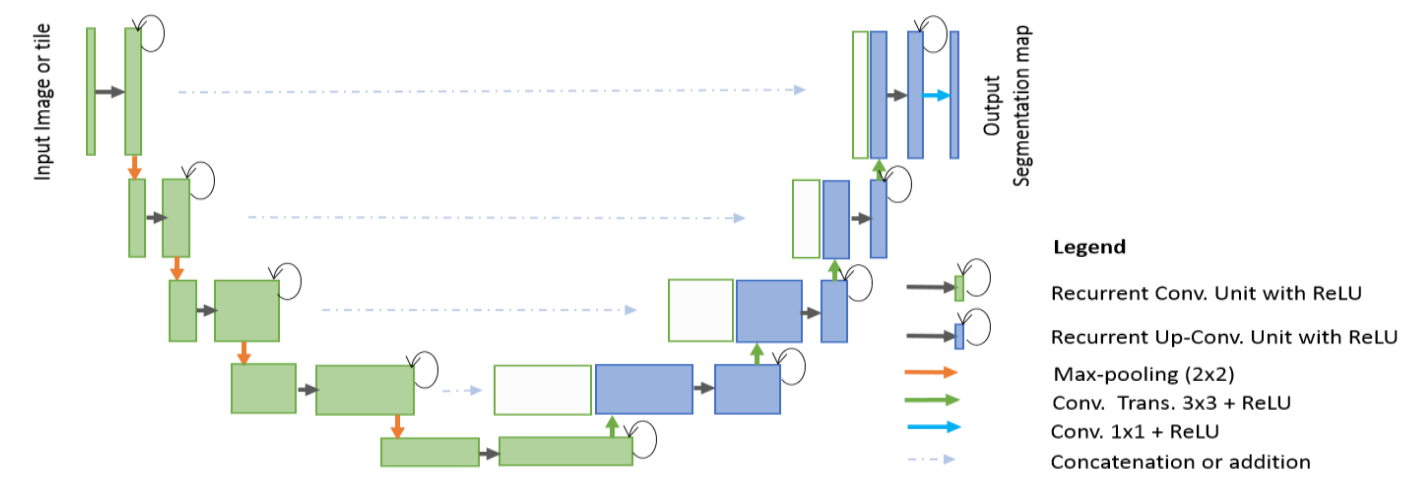 Input Image or tile
Output
Segmentation map
Legend
Recurrent Conv. Unit with ReLU
Recurrent Up-Conv. Unit with ReLU
Max-pooling (2x2)
Conv. Trans. 3x3 + ReLU
Conv. 1x1 + ReLU
Concatenation or addition